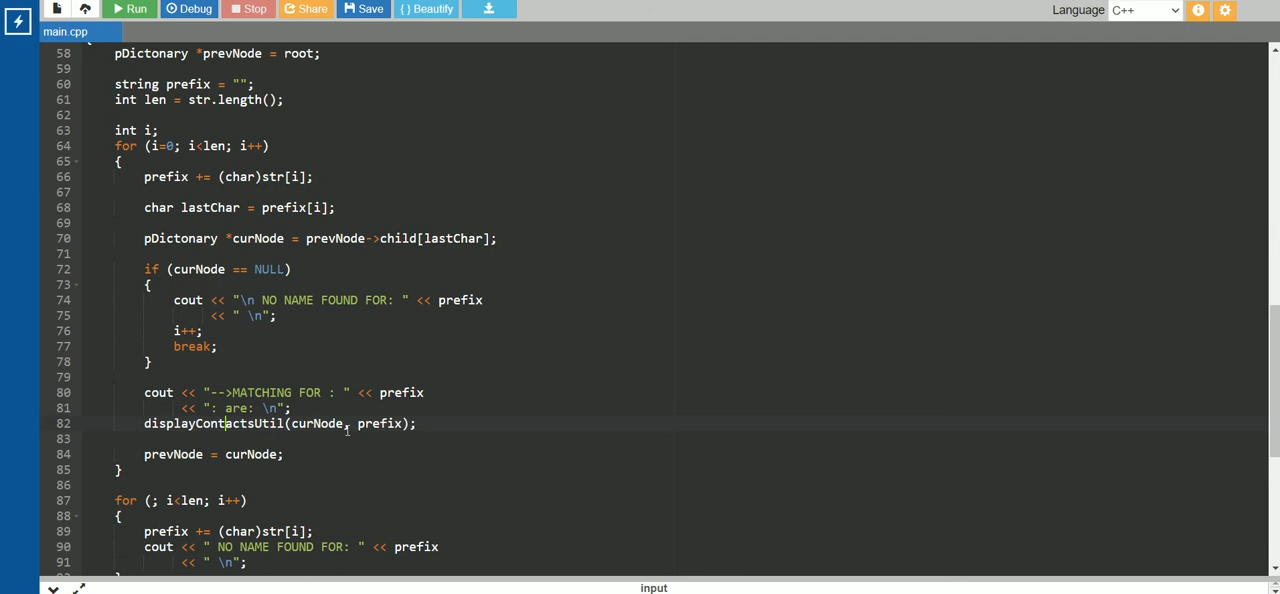 Run Debug Stop Share Save { } Beautify Language C++
main.cpp
58 pDictonary *prevNode = root;
59
60 string prefix = "";
61 int len = str.length();
62
63 int i;
64 for (i=0; i<len; i++)
65 {
66 prefix += (char)str[i];
67
68 char lastChar = prefix[i];
69
70 pDictonary *curNode = prevNode->child[lastChar];
71
72 if (curNode == NULL)
73 {
74 cout << "\n NO NAME FOUND FOR: " << prefix
75 << " \n";
76 i++;
77 break;
78 }
79
80 cout << "-->MATCHING FOR : " << prefix
81 << ": are: \n";
82 displayContactsUtil(curNode, prefix);
83
84 prevNode = curNode;
85 }
86
87 for (; i<len; i++)
88 {
89 prefix += (char)str[i];
90 cout << " NO NAME FOUND FOR: " << prefix
91 << " \n";
input